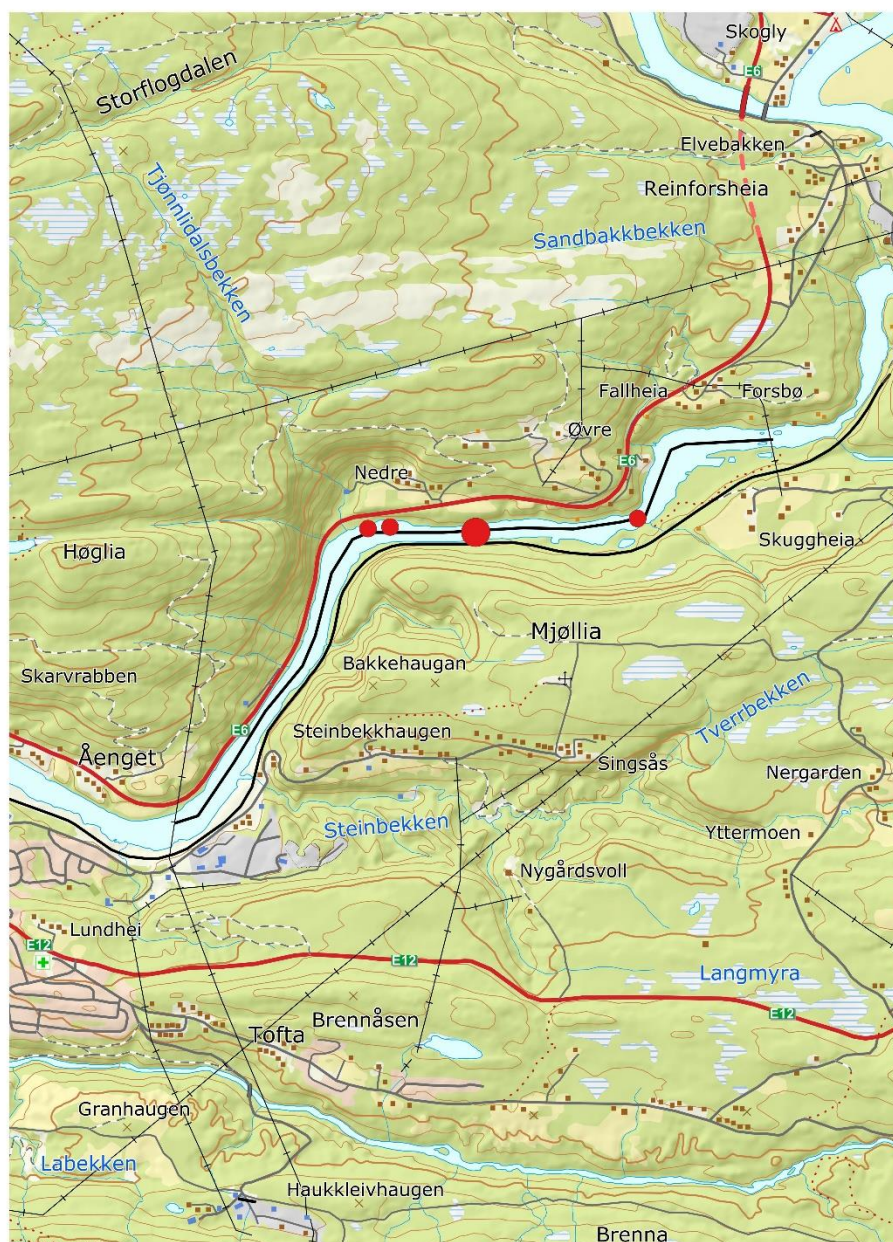 Skogly
Storflogdalen
E6
Elvebakken
Reinforsheia
Tjønnlidalsbekken
Sandbakkbekken
Fallheia
Forsbø
Øvre
E6
Nedre
Høglia
Skuggheia
Mjøllia
Bakkehaugan
Skarvrabben
Tverrbekken
E6
Steinbekkhaugen
Åenget
Singsås
Nergarden
Steinbekken
Yttermoen
Nygårdsvoll
Lundhei
E12
E12
Langmyra
E12
Brennåsen
Tofta
Granhaugen
Labekken
Haukkleivhaugen
Brenna